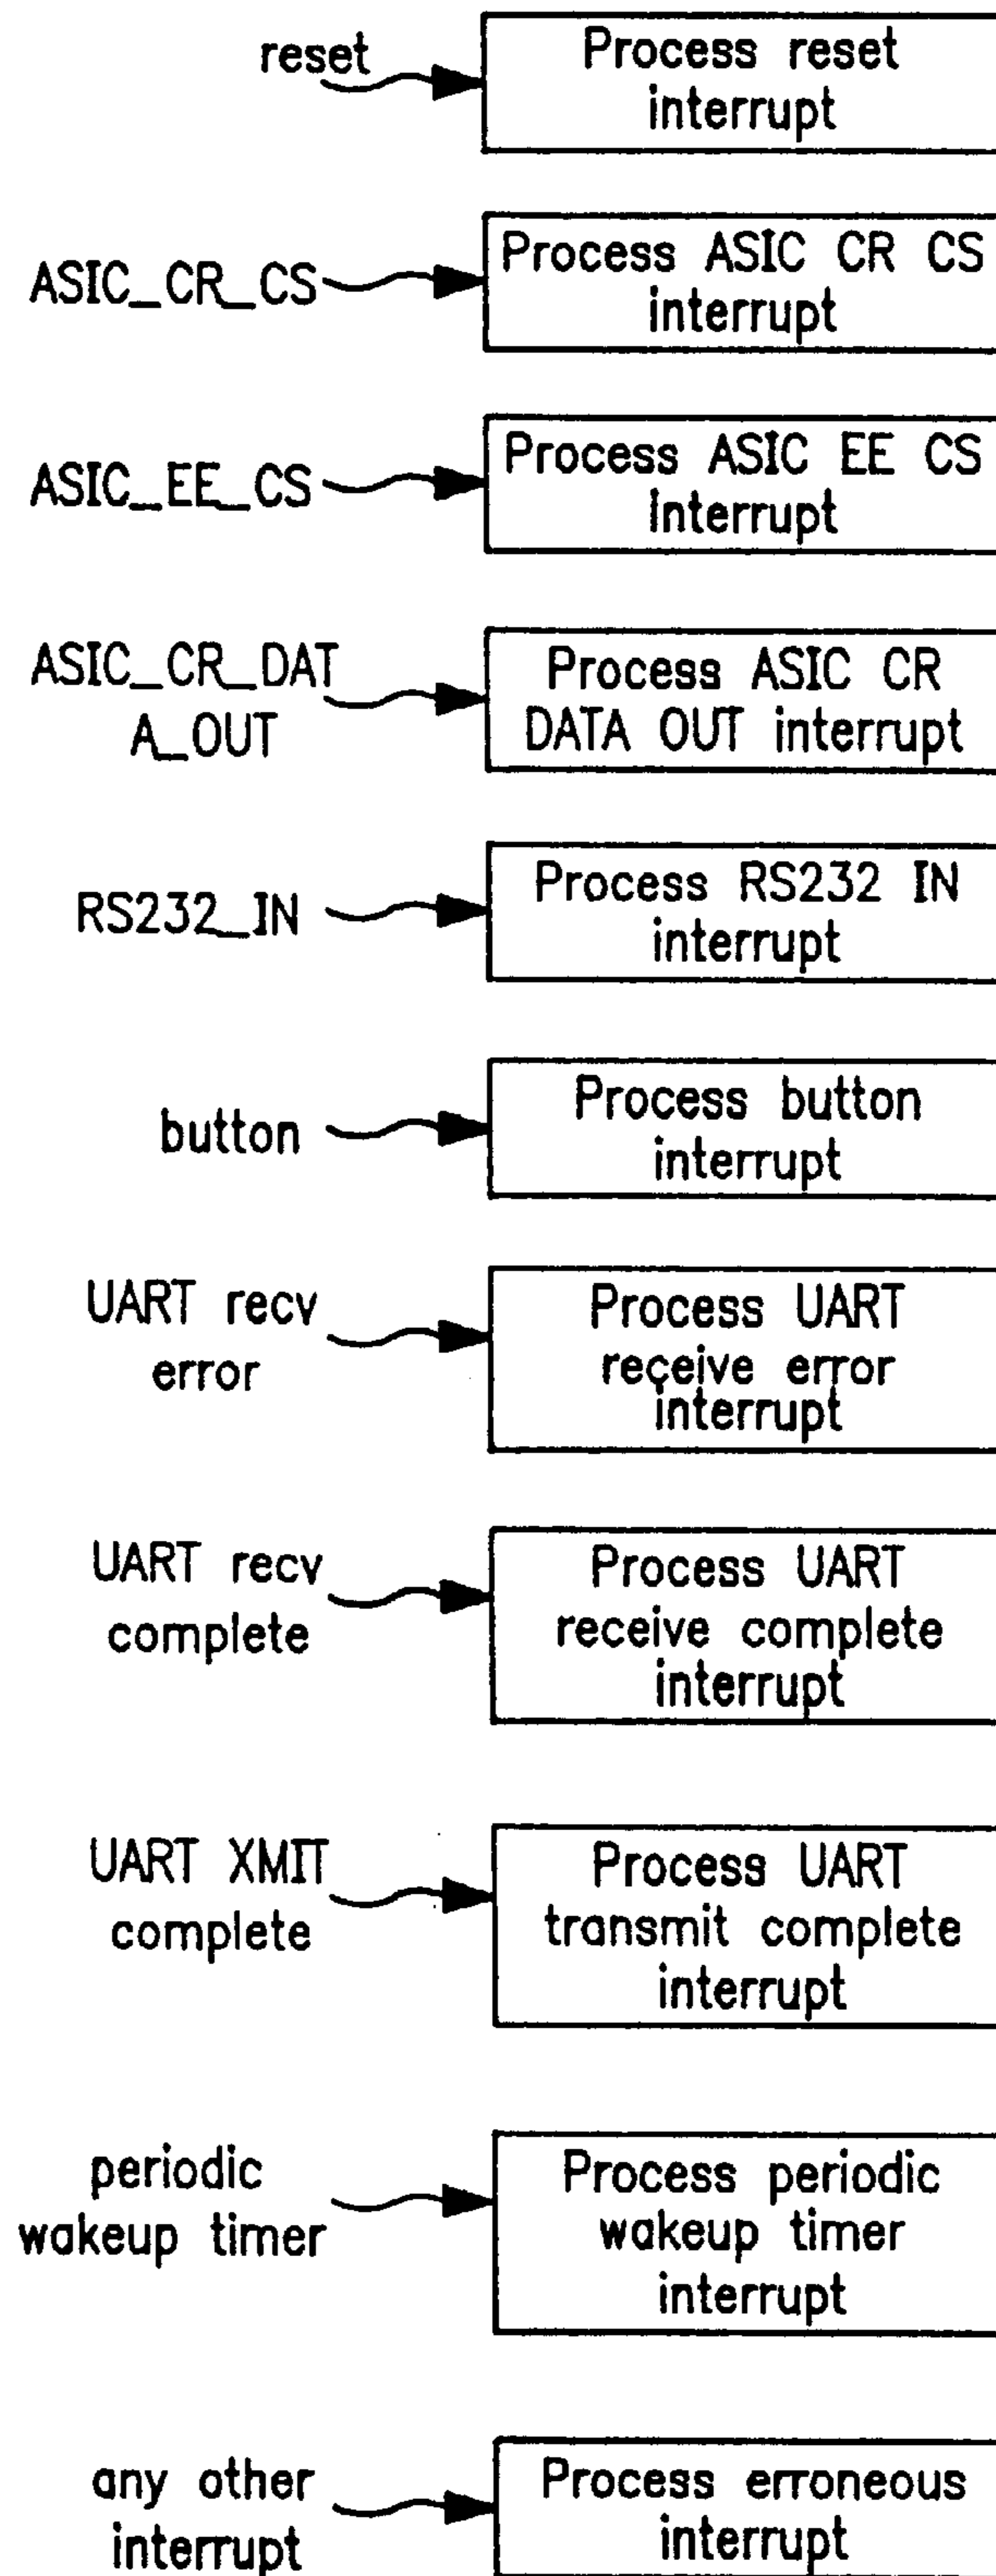 reset
Process reset
interrupt
ASIC_CR_CS
Process ASIC CR CS
interrupt
ASIC_EE_CS
Process ASIC EE CS
Interrupt
ASIC_CR_DAT
A_OUT
Process ASIC CR
DATA OUT interrupt
RS232_IN
Process RS232 IN
interrupt
button
Process button
interrupt
UART recv
error
Process UART
receive error
interrupt
UART recv
complete
Process UART
receive complete
interrupt
UART XMIT
complete
Process UART
transmit complete
interrupt
periodic
wakeup timer
Process periodic
wakeup timer
interrupt
any other
interrupt
Process erroneous
interrupt